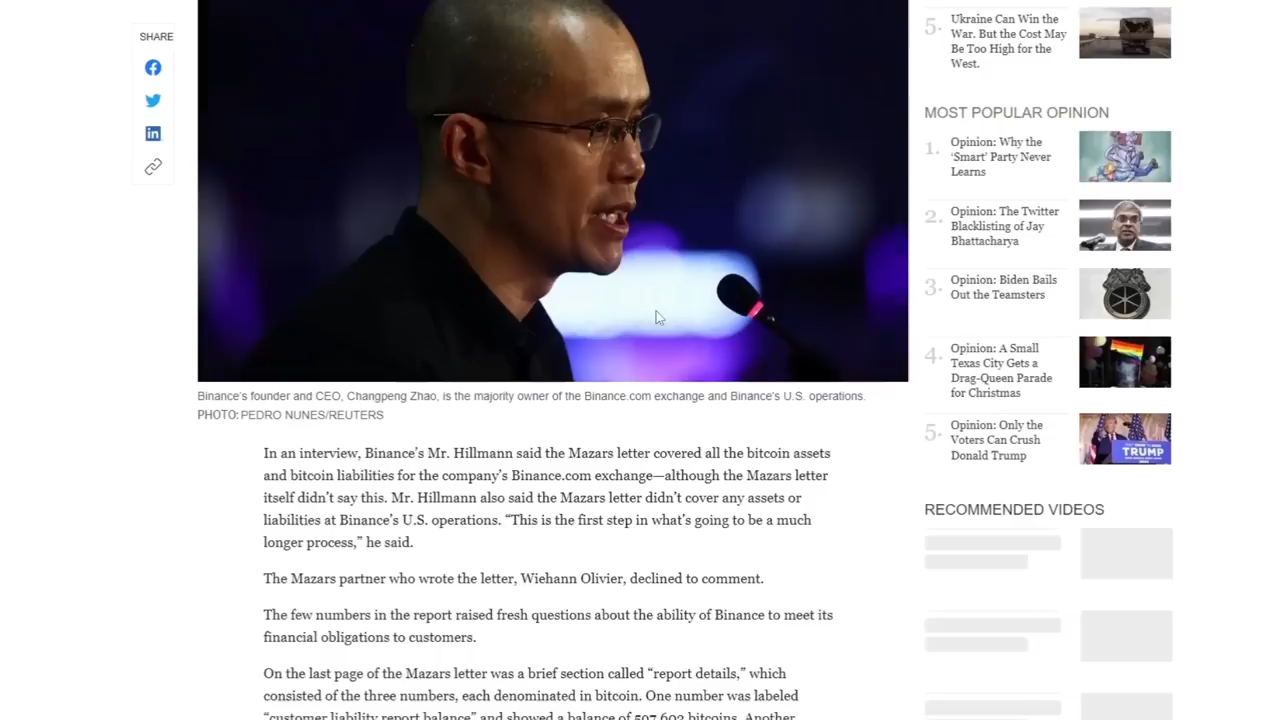 SHARE
Binance’s founder and CEO, Changpeng Zhao, is the majority owner of the Binance.com exchange and Binance’s U.S. operations.
PHOTO: PEDRO NUNES/REUTERS
In an interview, Binance’s Mr. Hillmann said the Mazars letter covered all the bitcoin assets
and bitcoin liabilities for the company’s Binance.com exchange—although the Mazars letter
itself didn’t say this. Mr. Hillmann also said the Mazars letter didn’t cover any assets or
liabilities at Binance’s U.S. operations. “This is the first step in what’s going to be a much
longer process,” he said.
The Mazars partner who wrote the letter, Wiehann Olivier, declined to comment.
The few numbers in the report raised fresh questions about the ability of Binance to meet its
financial obligations to customers.
On the last page of the Mazars letter was a brief section called “report details,” which
consisted of the three numbers, each denominated in bitcoin. One number was labeled
“customer liability report balance” and showed a balance of 597,602 bitcoins. Another
5.
Ukraine Can Win the
War. But the Cost May
Be Too High for the
West.
MOST POPULAR OPINION
1.
Opinion: Why the
‘Smart’ Party Never
Learns
2.
Opinion: The Twitter
Blacklisting of Jay
Bhattacharya
3.
Opinion: Biden Bails
Out the Teamsters
4.
Opinion: A Small
Texas City Gets a
Drag-Queen Parade
for Christmas
5.
Opinion: Only the
Voters Can Crush
Donald Trump
TRUMP
RECOMMENDED VIDEOS